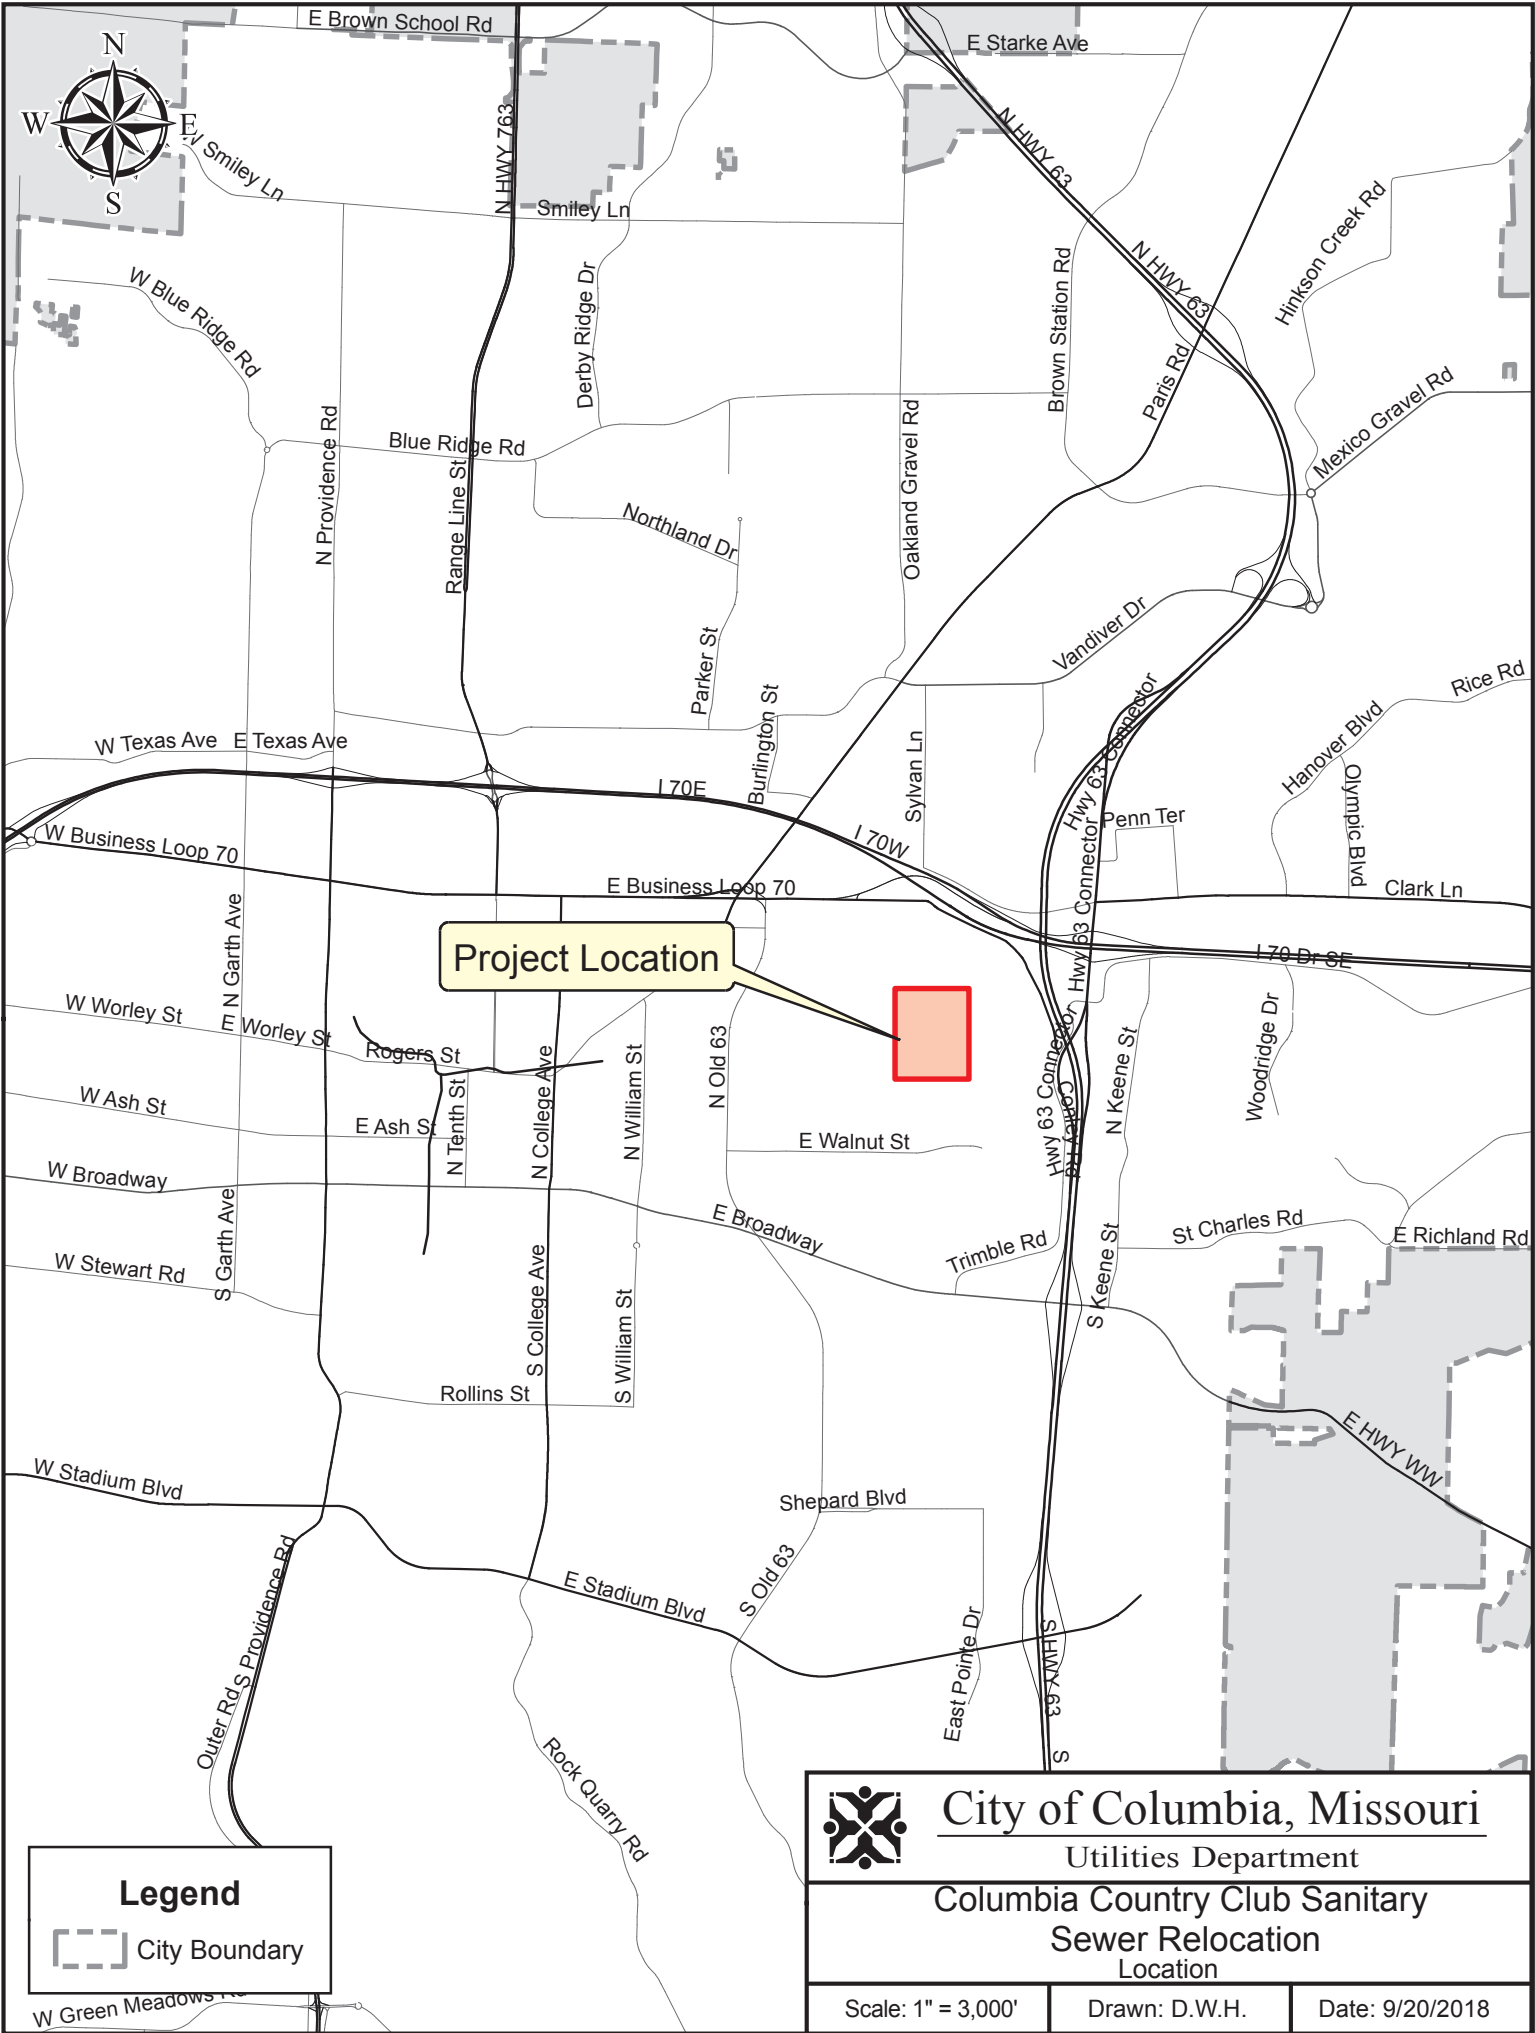 E Brown School Rd
E Starke Ave
N
W
E
S
W Smiley Ln
N HWY 763
Smiley Ln
N HWY 63
N HWY 63
Hinkson Creek Rd
W Blue Ridge Rd
Derby Ridge Dr
Brown Station Rd
Paris Rd
Mexico Gravel Rd
N Providence Rd
Blue Ridge Rd
Range Line St
Oakland Gravel Rd
Northland Dr
Parker St
Vandiver Dr
Burlington St
Rice Rd
W Texas Ave
E Texas Ave
Sylvan Ln
Hwy 63 Connector
Hanover Blvd
Olympic Blvd
I 70E
W Business Loop 70
I 70W
Penn Ter
E Business Loop 70
Hwy 63 Connector
Clark Ln
N Garth Ave
Project Location
I 70 Dr SE
W Worley St
E Worley St
Rogers St
N College Ave
N William St
N Old 63
Hwy 63 Connector
Conley Rd
N Keene St
Woodridge Dr
W Ash St
E Ash St
N Tenth St
E Walnut St
W Broadway
E Broadway
S Garth Ave
Trimble Rd
St Charles Rd
E Richland Rd
W Stewart Rd
S College Ave
S William St
S Keene St
Rollins St
E HWY WW
W Stadium Blvd
Shepard Blvd
E Stadium Blvd
S Old 63
S Providence Rd
Outer Rd
East Pointe Dr
S HWY 63
S
Rock Quarry Rd
City of Columbia, Missouri
Utilities Department
Legend
City Boundary
Columbia Country Club Sanitary
Sewer Relocation
Location
W Green Meadows Rd
Scale: 1" = 3,000'
Drawn: D.W.H.
Date: 9/20/2018